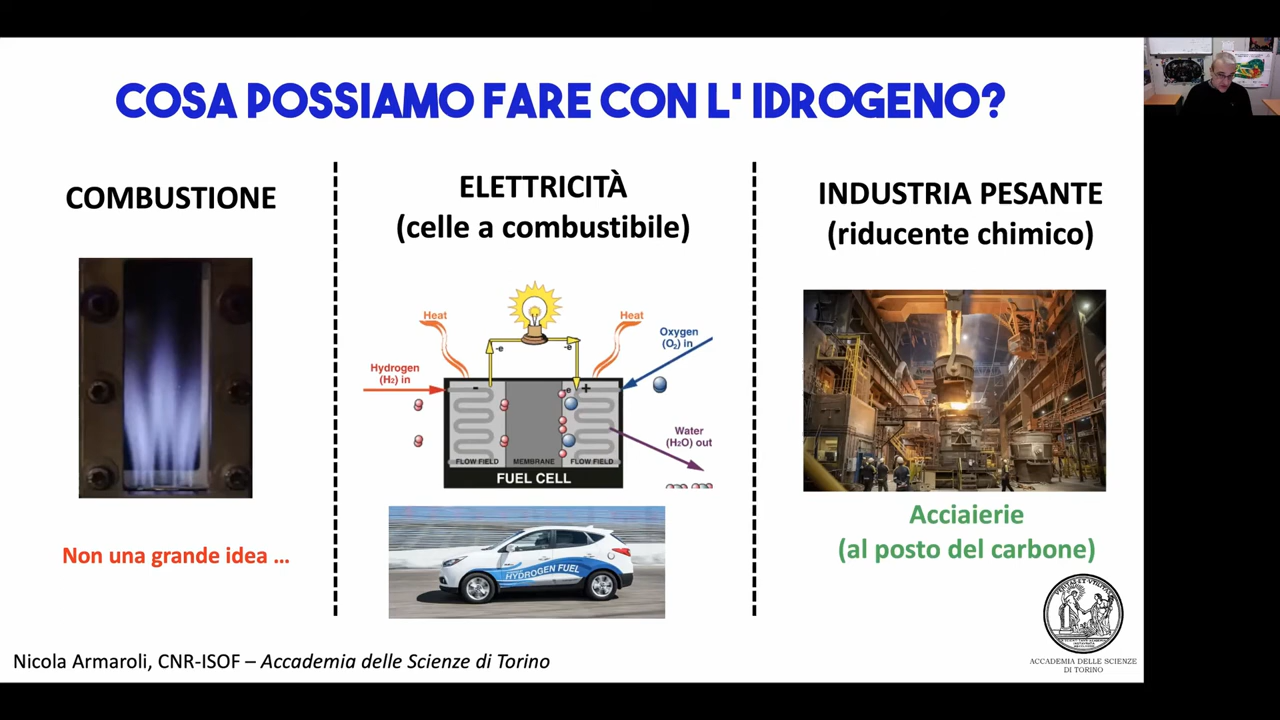 COSA POSSIAMO FARE CON L' IDROGENO?
COMBUSTIONE
Non una grande idea ...
ELETTRICITÀ
(celle a combustibile)
Heat
Heat
Oxygen
(O2) in
Hydrogen
(H2) in
-e
-e
-
e
+
Water
(H2O) out
FLOW FIELD
MEMBRANE
FLOW FIELD
FUEL CELL
HYDROGEN FUEL
INDUSTRIA PESANTE
(riducente chimico)
Acciaierie
(al posto del carbone)
Nicola Armaroli, CNR-ISOF – Accademia delle Scienze di Torino
ACCADEMIA DELLE SCIENZE
DI TORINO